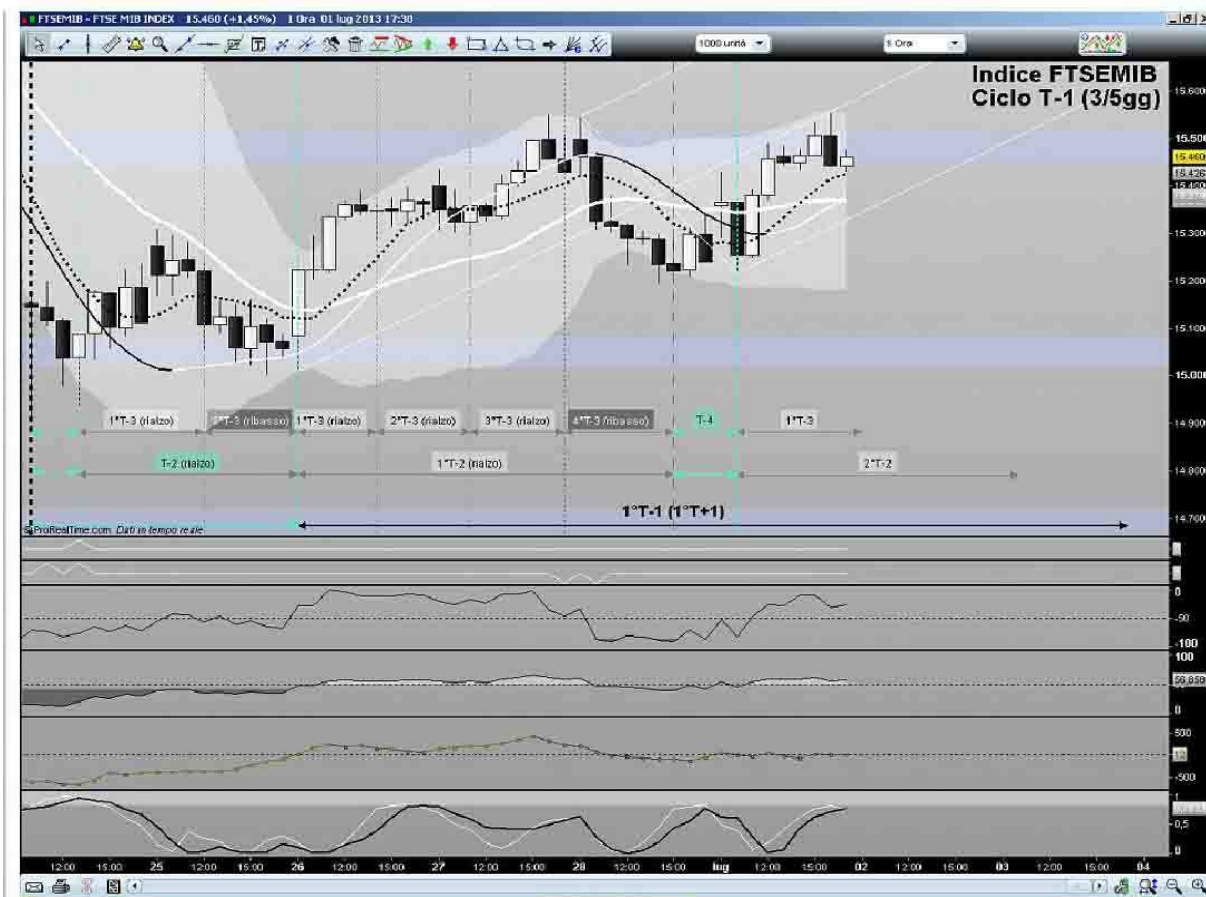 FTSEMIB - FTSE MIB INDEX 15.460 (+1,45%) 1 Ora 01 lug 2013 17:30
1000 unità
1 Ora
Indice FTSEMIB
Ciclo T-1 (3/5gg)
15.600
15.500
15.460
15.426
15.400
15.300
15.200
15.100
15.000
14.900
14.800
14.700
1°T-3 (rialzo)
2°T-3 (ribasso)
1°T-3 (rialzo)
2°T-3 (rialzo)
3°T-3 (rialzo)
4°T-3 (ribasso)
T-4
1°T-3
T-2 (rialzo)
1°T-2 (rialzo)
2°T-2
1°T-1 (1°T+1)
© ProRealTime.com Dati in tempo reale
0
-50
-100
100
56,858
0
500
12
-500
1
0,5
0
12:00 15:00 25 12:00 15:00 26 12:00 15:00 27 12:00 15:00 28 12:00 15:00 lug 12:00 15:00 02 12:00 15:00 03 12:00 15:00 04